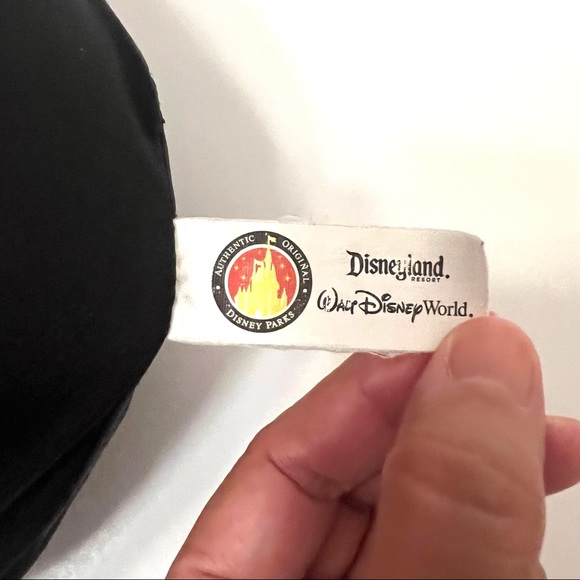 • AUTHENTIC ORIGINAL •
DISNEY PARKS
Disneyland.
RESORT
WALT DISNEY World.